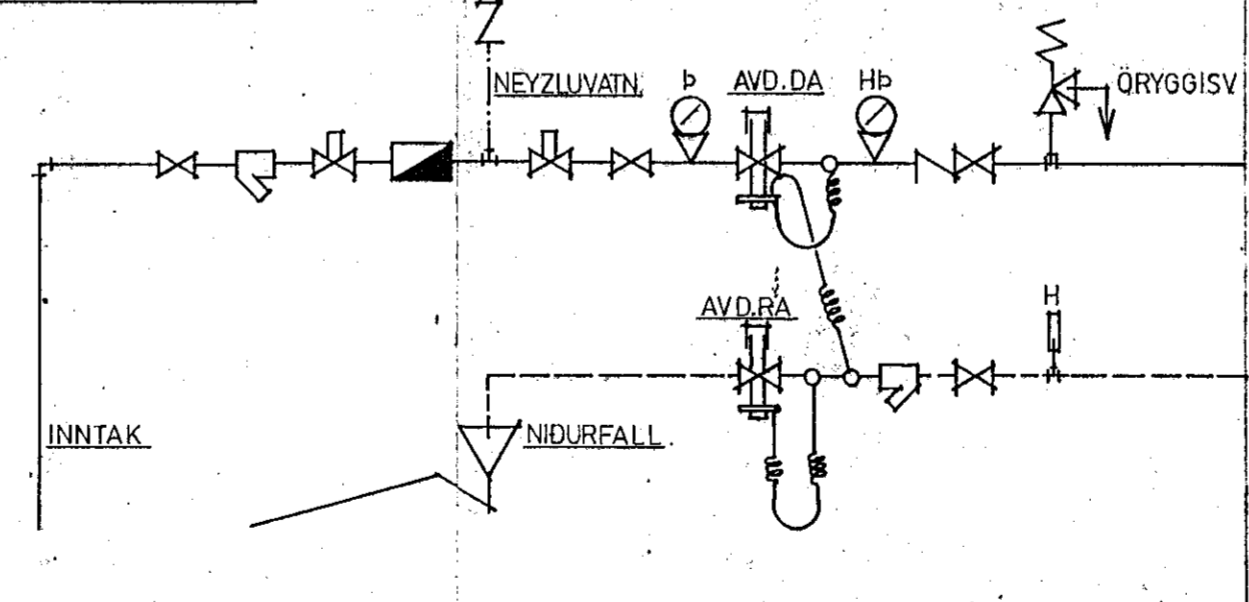 NEYZLUVATN.
Þ
AVD.DA
HÞ
ÖRYGGISV.
AVD.RA
H
INNTAK
NIÐURFALL.